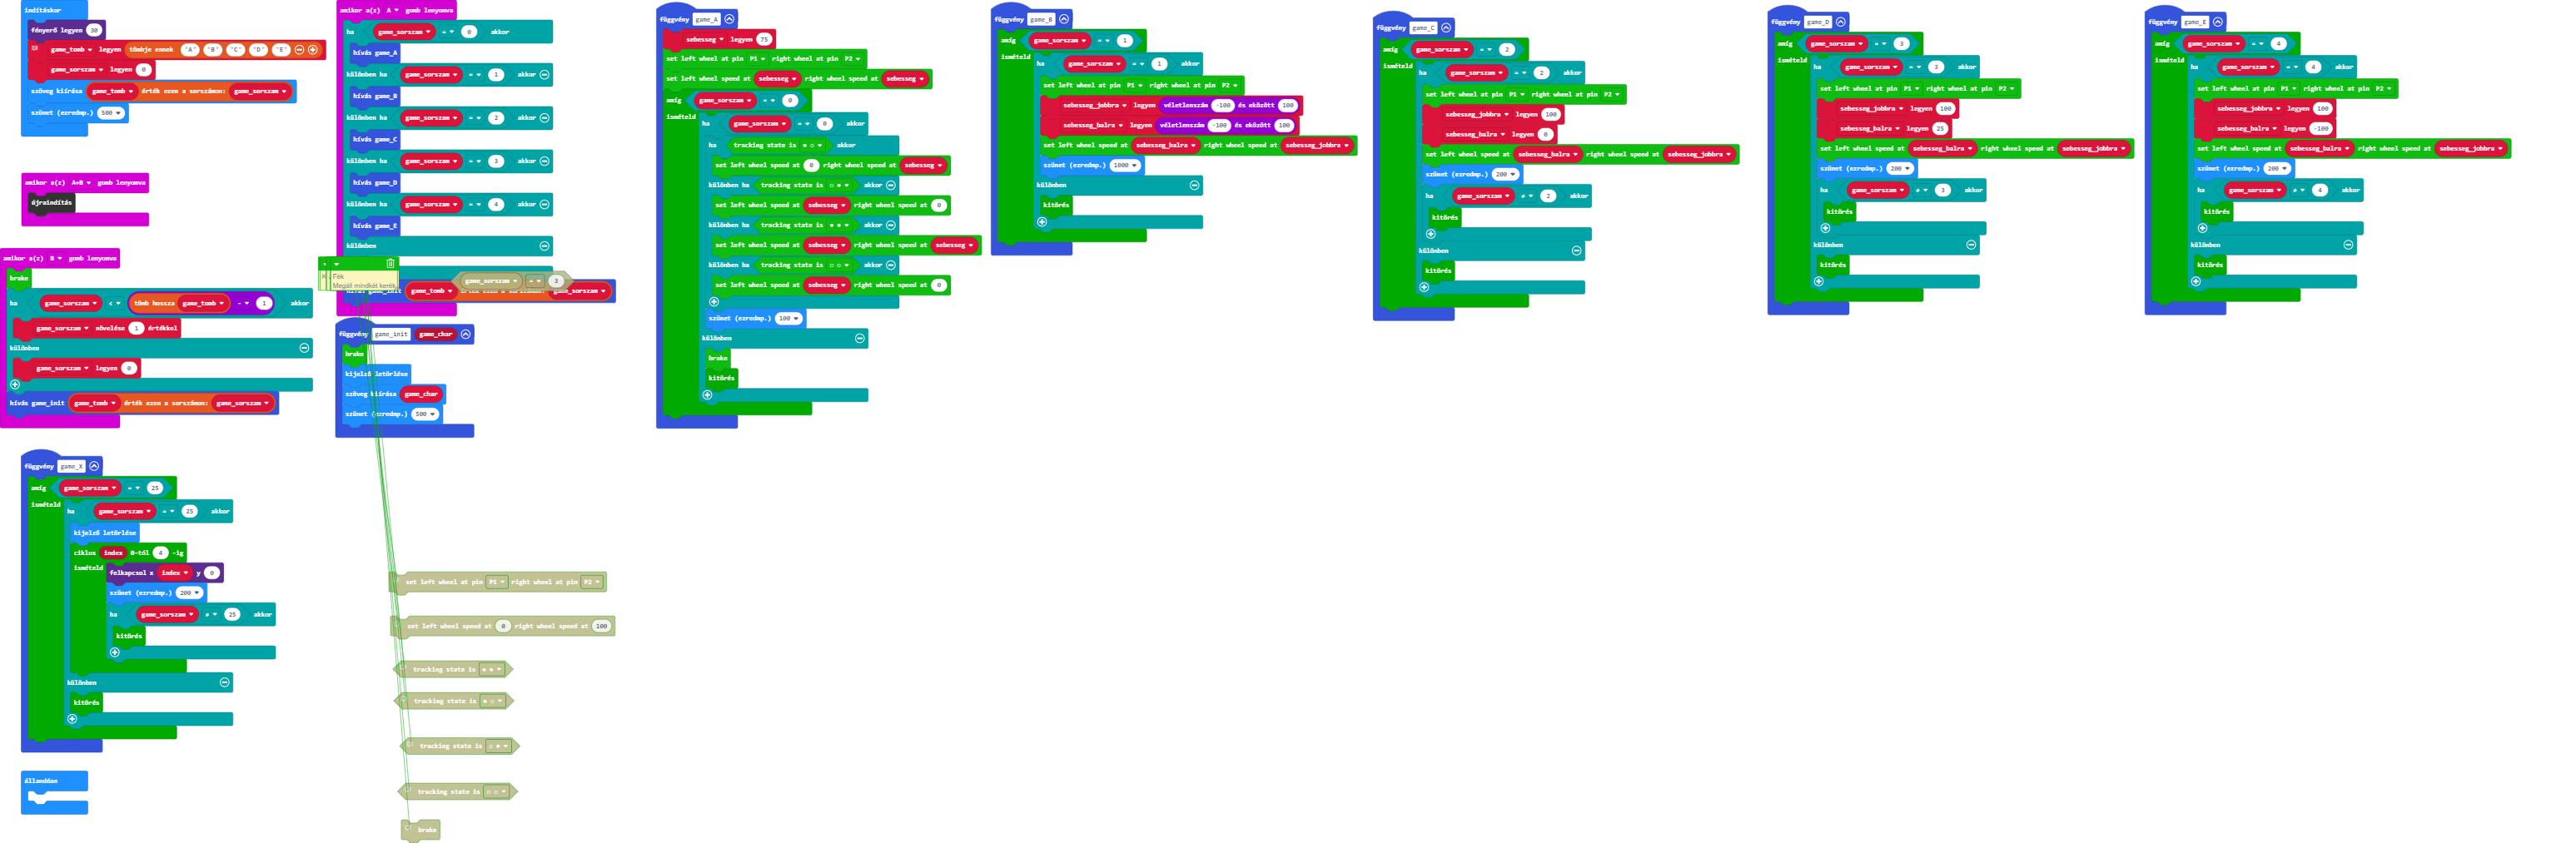 indításkor
fényerő legyen 30
game_tomb legyen tömbje ennek "A" "B" "C" "D" "E"
game_sorszam legyen 0
szöveg kiírása game_tomb érték ezen a sorszámon: game_sorszam
szünet (ezredmp.) 500
amikor a(z) A+B gomb lenyomva
újraindítás
amikor a(z) B gomb lenyomva
brake
ha game_sorszam < tömb hossza game_tomb - 1 akkor
game_sorszam növelése 1 értékkel
különben
game_sorszam legyen 0
hívás game_init game_tomb érték ezen a sorszámon: game_sorszam
függvény game_X
amíg game_sorszam = 25
ismételd
ha game_sorszam = 25 akkor
kijelző letörlése
ciklus index 0-tól 4 -ig
ismételd
felkapcsol x index y 0
szünet (ezredmp.) 200
ha game_sorszam ≠ 25 akkor
kitörés
különben
kitörés
állandóan
amikor a(z) A gomb lenyomva
ha game_sorszam = 0 akkor
hívás game_A
különben ha game_sorszam = 1 akkor
hívás game_B
különben ha game_sorszam = 2 akkor
hívás game_C
különben ha game_sorszam = 3 akkor
hívás game_D
különben ha game_sorszam = 4 akkor
hívás game_E
különben
Fék
Megáll mindkét kerék
game_sorszam = 3
game_tomb érték ezen a sorszámon: game_sorszam
függvény game_init game_char
brake
kijelző letörlése
szöveg kiírása game_char
szünet (ezredmp.) 500
set left wheel at pin P1 right wheel at pin P2
set left wheel speed at 0 right wheel speed at 100
tracking state is ● ●
tracking state is ● ○
tracking state is ○ ●
tracking state is ○ ○
brake
függvény game_A
sebesseg legyen 75
set left wheel at pin P1 right wheel at pin P2
set left wheel speed at sebesseg right wheel speed at sebesseg
amíg game_sorszam = 0
ismételd
ha game_sorszam = 0 akkor
ha tracking state is ● ○ akkor
set left wheel speed at 0 right wheel speed at sebesseg
különben ha tracking state is ○ ● akkor
set left wheel speed at sebesseg right wheel speed at 0
különben ha tracking state is ● ● akkor
set left wheel speed at sebesseg right wheel speed at sebesseg
különben ha tracking state is ○ ○ akkor
set left wheel speed at sebesseg right wheel speed at 0
szünet (ezredmp.) 100
különben
brake
kitörés
függvény game_B
amíg game_sorszam = 1
ismételd
ha game_sorszam = 1 akkor
set left wheel at pin P1 right wheel at pin P2
sebesseg_jobbra legyen véletlenszám -100 és eközött 100
sebesseg_balra legyen véletlenszám -100 és eközött 100
set left wheel speed at sebesseg_balra right wheel speed at sebesseg_jobbra
szünet (ezredmp.) 1000
különben
kitörés
függvény game_C
amíg game_sorszam = 2
ismételd
ha game_sorszam = 2 akkor
set left wheel at pin P1 right wheel at pin P2
sebesseg_jobbra legyen 100
sebesseg_balra legyen 0
set left wheel speed at sebesseg_balra right wheel speed at sebesseg_jobbra
szünet (ezredmp.) 200
ha game_sorszam ≠ 2 akkor
kitörés
különben
kitörés
függvény game_D
amíg game_sorszam = 3
ismételd
ha game_sorszam = 3 akkor
set left wheel at pin P1 right wheel at pin P2
sebesseg_jobbra legyen 100
sebesseg_balra legyen 25
set left wheel speed at sebesseg_balra right wheel speed at sebesseg_jobbra
szünet (ezredmp.) 200
ha game_sorszam ≠ 3 akkor
kitörés
különben
kitörés
függvény game_E
amíg game_sorszam = 4
ismételd
ha game_sorszam = 4 akkor
set left wheel at pin P1 right wheel at pin P2
sebesseg_jobbra legyen 100
sebesseg_balra legyen -100
set left wheel speed at sebesseg_balra right wheel speed at sebesseg_jobbra
szünet (ezredmp.) 200
ha game_sorszam ≠ 4 akkor
kitörés
különben
kitörés